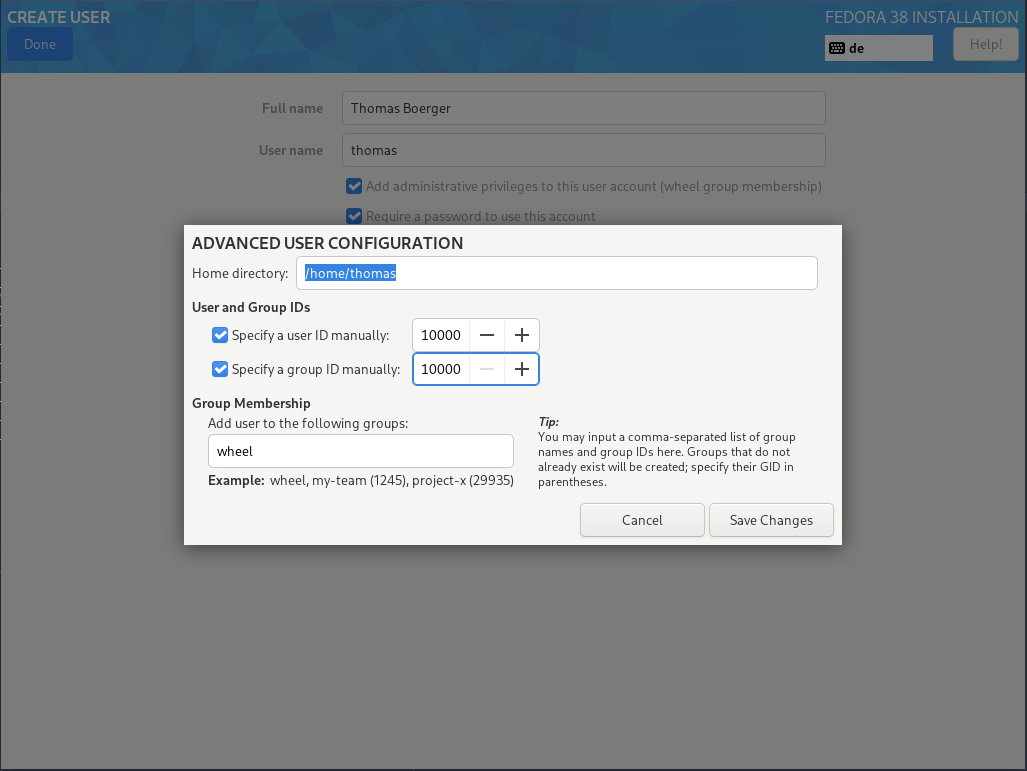 CREATE USER
FEDORA 38 INSTALLATION
Done
de
Help!
Full name
Thomas Boerger
User name
thomas
Add administrative privileges to this user account (wheel group membership)
Require a password to use this account
ADVANCED USER CONFIGURATION
Home directory: /home/thomas
User and Group IDs
Specify a user ID manually: 10000
Specify a group ID manually: 10000
Group Membership
Add user to the following groups:
wheel
Example: wheel, my-team (1245), project-x (29935)
Tip:
You may input a comma-separated list of group
names and group IDs here. Groups that do not
already exist will be created; specify their GID in
parentheses.
Cancel
Save Changes